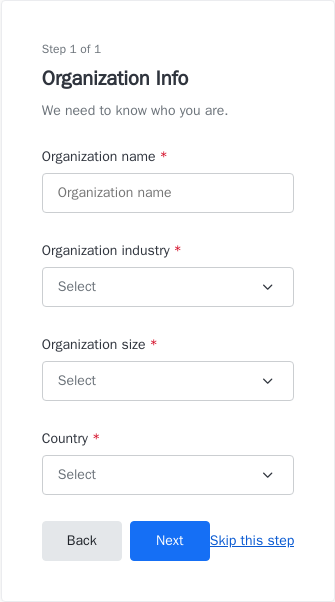 Step 1 of 1
Organization Info
We need to know who you are.
Organization name *
Organization name
Organization industry *
Select
Organization size *
Select
Country *
Select
Back Next Skip this step